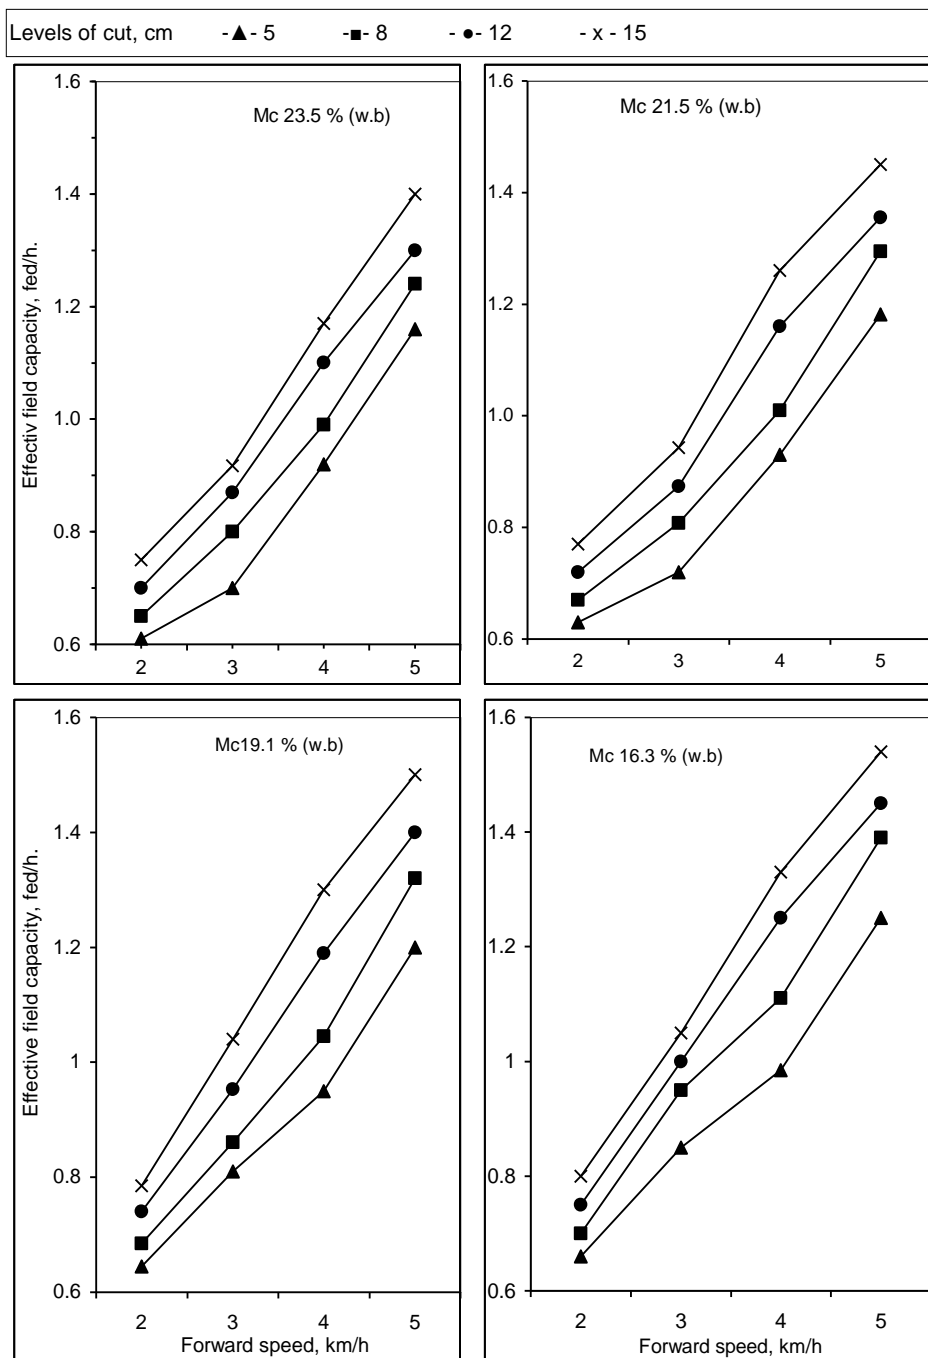 Levels of cut, cm -▲- 5 -■- 8 -●- 12 - x - 15
Mc 23.5 % (w.b)
Effectiv field capacity, fed/h.
1.6
1.4
1.2
1.0
0.8
0.6
2 3 4 5
Mc 21.5 % (w.b)
1.6
1.4
1.2
1.0
0.8
0.6
2 3 4 5
Mc19.1 % (w.b)
Effective field capacity, fed/h.
1.6
1.4
1.2
1
0.8
0.6
2 3 4 5
Forward speed, km/h
Mc 16.3 % (w.b)
1.6
1.4
1.2
1
0.8
0.6
2 3 4 5
Forward speed, km/h